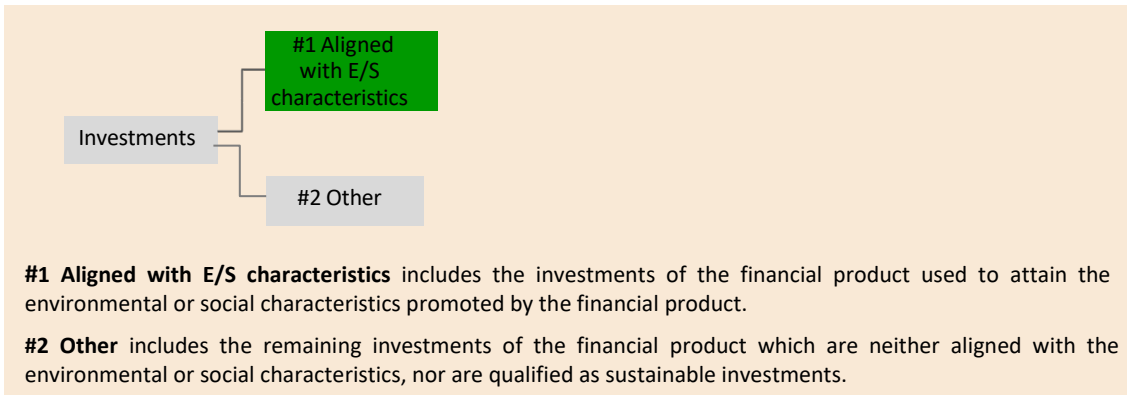 #1 Aligned
with E/S
characteristics
Investments
#2 Other
#1 Aligned with E/S characteristics includes the investments of the financial product used to attain the
environmental or social characteristics promoted by the financial product.
#2 Other includes the remaining investments of the financial product which are neither aligned with the
environmental or social characteristics, nor are qualified as sustainable investments.